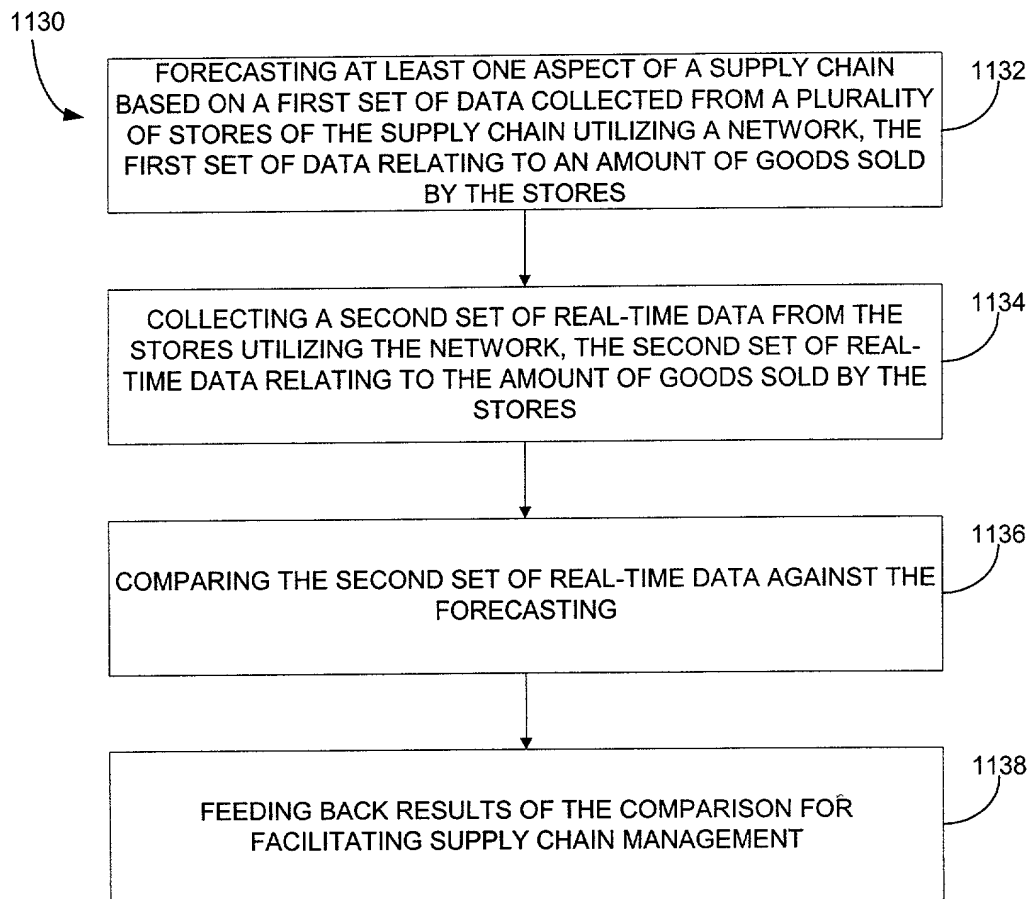 1130
FORECASTING AT LEAST ONE ASPECT OF A SUPPLY CHAIN
BASED ON A FIRST SET OF DATA COLLECTED FROM A PLURALITY
OF STORES OF THE SUPPLY CHAIN UTILIZING A NETWORK, THE
FIRST SET OF DATA RELATING TO AN AMOUNT OF GOODS SOLD
BY THE STORES
1132
COLLECTING A SECOND SET OF REAL-TIME DATA FROM THE
STORES UTILIZING THE NETWORK, THE SECOND SET OF REAL-
TIME DATA RELATING TO THE AMOUNT OF GOODS SOLD BY THE
STORES
1134
COMPARING THE SECOND SET OF REAL-TIME DATA AGAINST THE
FORECASTING
1136
FEEDING BACK RESULTS OF THE COMPARISON FOR
FACILITATING SUPPLY CHAIN MANAGEMENT
1138